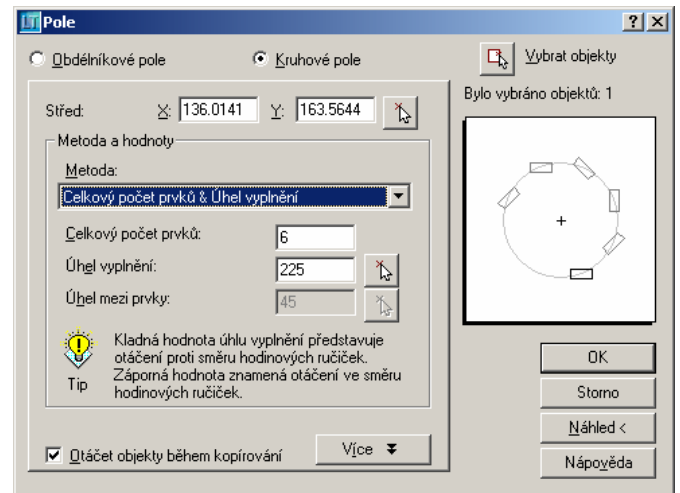 LT Pole
Obdélníkové pole Kruhové pole Vybrat objekty
Bylo vybráno objektů: 1
Střed: X: 136.0141 Y: 163.5644
Metoda a hodnoty
Metoda:
Celkový počet prvků & Úhel vyplnění
Celkový počet prvků: 6
Úhel vyplnění: 225
Úhel mezi prvky: 45
Kladná hodnota úhlu vyplnění představuje
otáčení proti směru hodinových ručiček.
Záporná hodnota znamená otáčení ve směru
hodinových ručiček.
Tip
Otáčet objekty během kopírování Více
OK
Storno
Náhled <
Nápověda